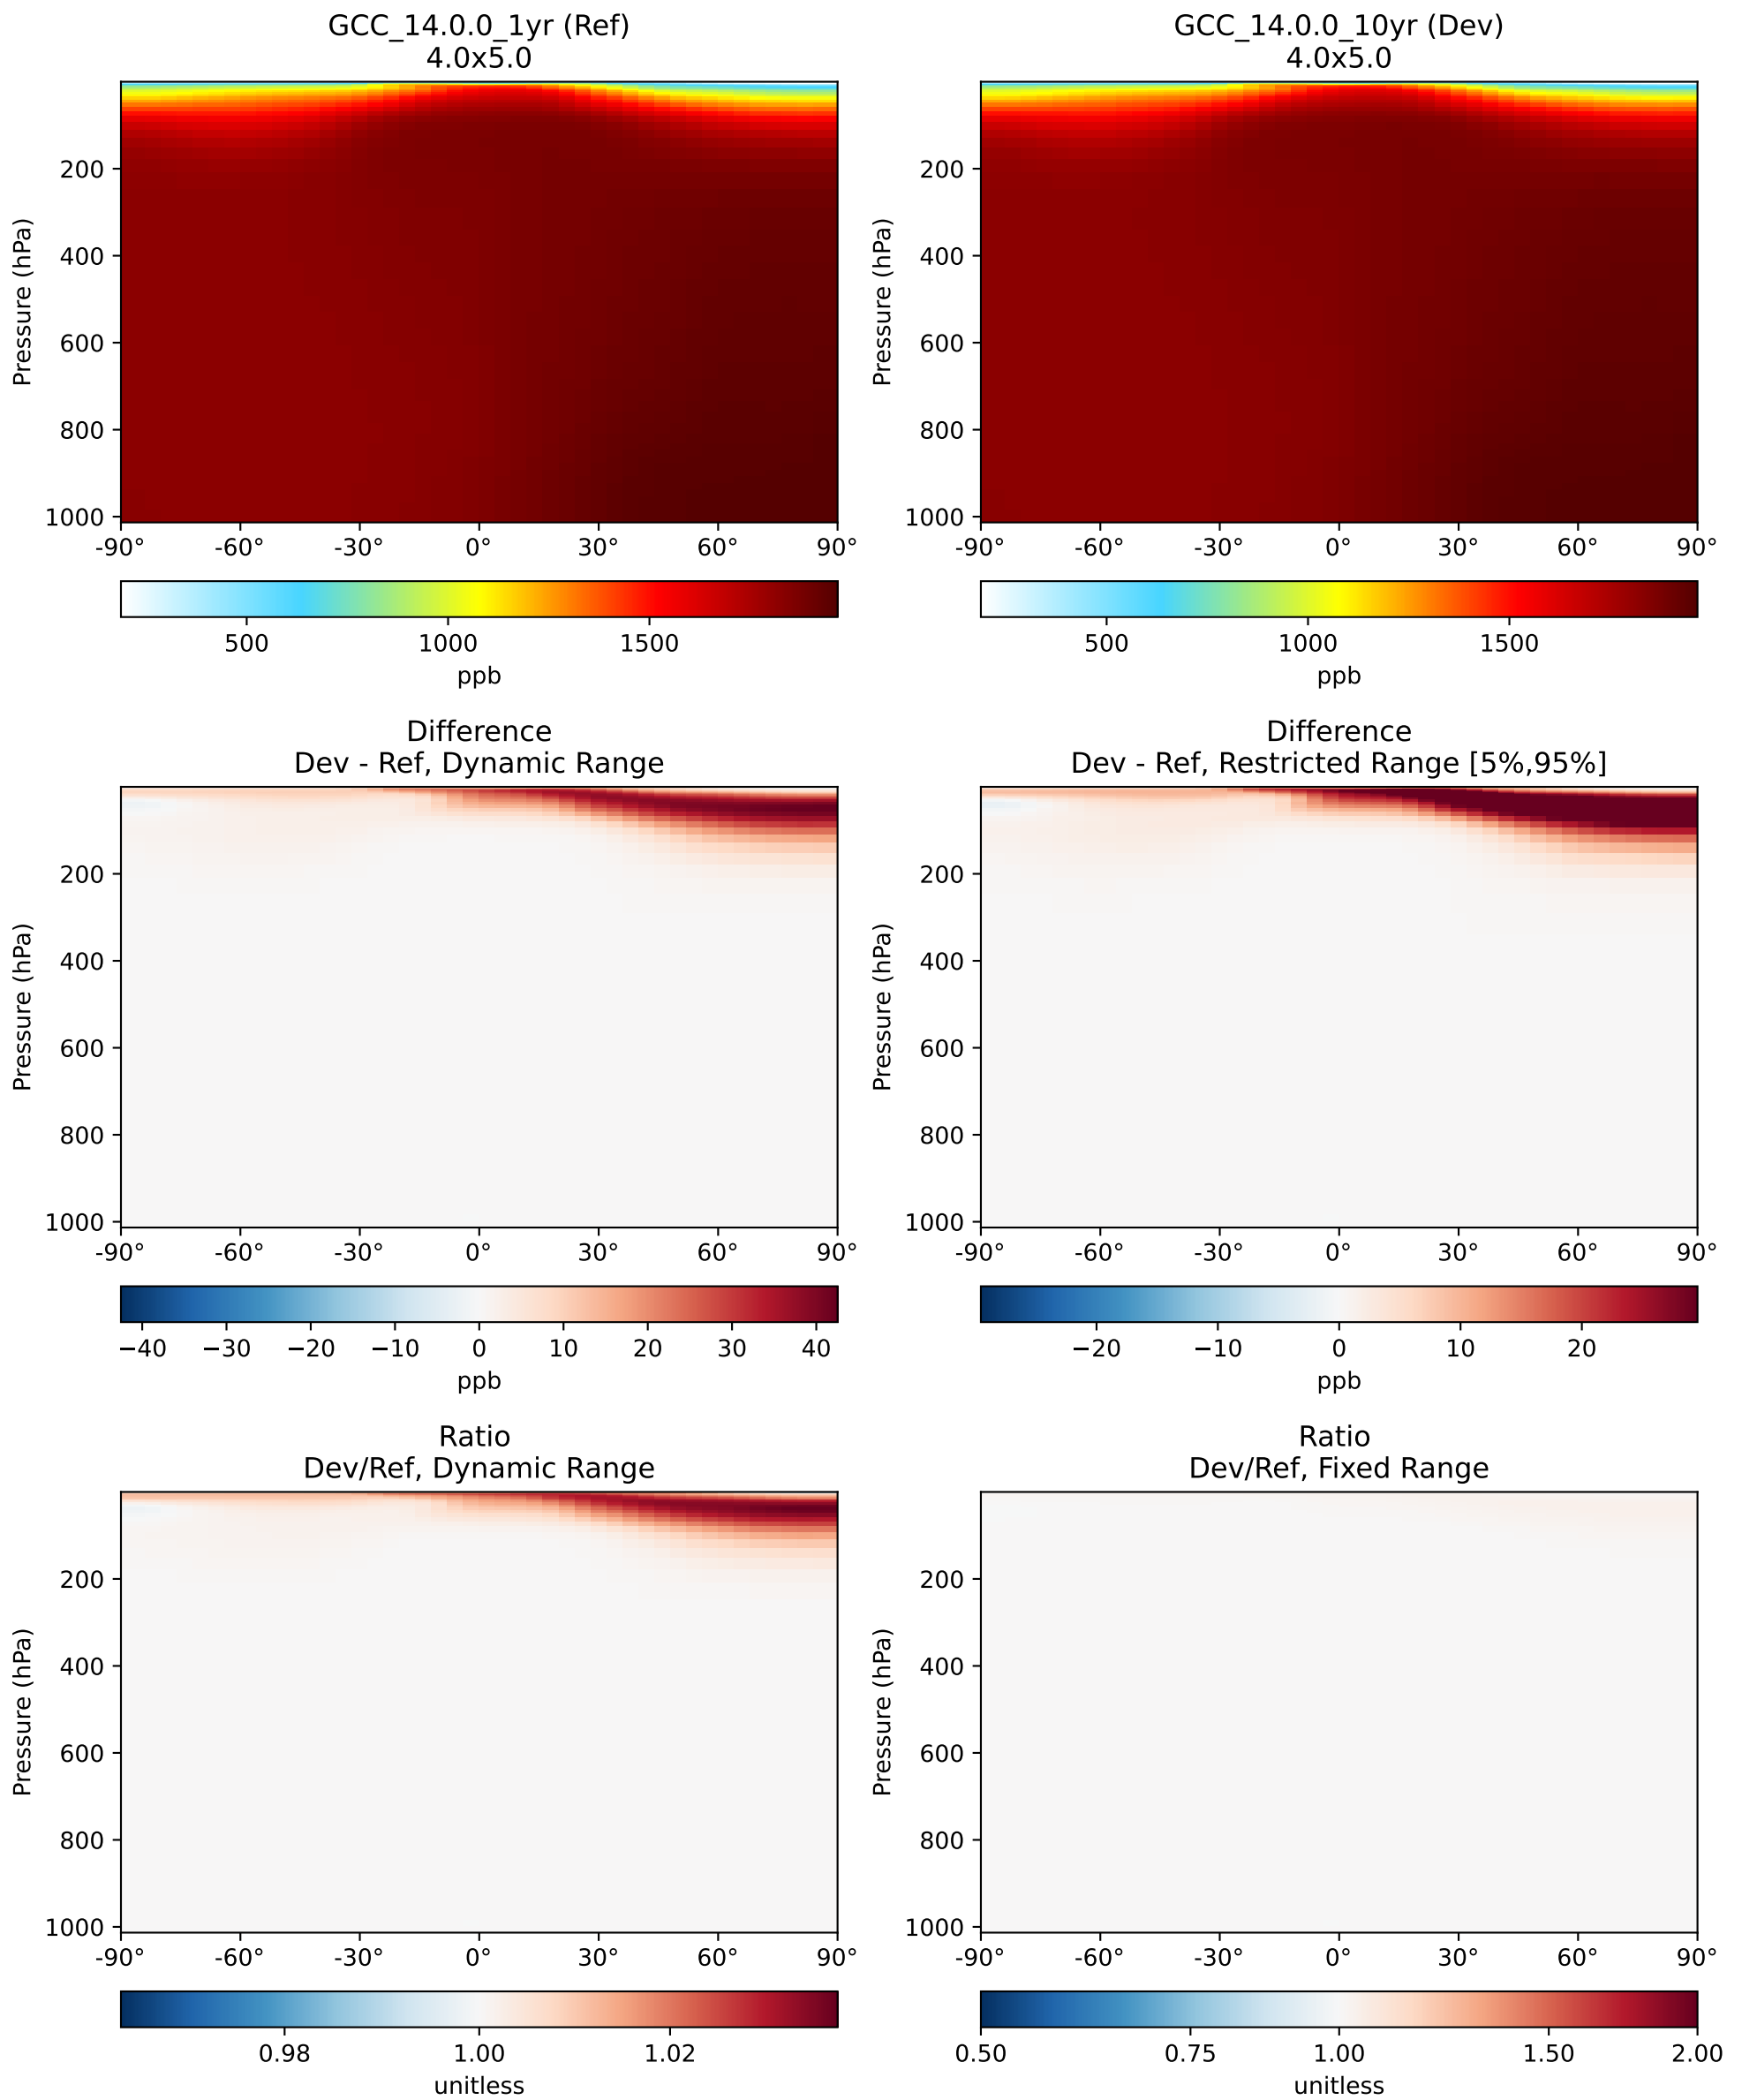 GCC_14.0.0_1yr (Ref)
4.0x5.0
GCC_14.0.0_10yr (Dev)
4.0x5.0
Pressure (hPa)
200
400
600
800
1000
-90° -60° -30° 0° 30° 60° 90°
500 1000 1500
ppb
Pressure (hPa)
200
400
600
800
1000
-90° -60° -30° 0° 30° 60° 90°
500 1000 1500
ppb
Difference
Dev - Ref, Dynamic Range
Pressure (hPa)
200
400
600
800
1000
-90° -60° -30° 0° 30° 60° 90°
−40 −30 −20 −10 0 10 20 30 40
ppb
Difference
Dev - Ref, Restricted Range [5%,95%]
Pressure (hPa)
200
400
600
800
1000
-90° -60° -30° 0° 30° 60° 90°
−20 −10 0 10 20
ppb
Ratio
Dev/Ref, Dynamic Range
Pressure (hPa)
200
400
600
800
1000
-90° -60° -30° 0° 30° 60° 90°
0.98 1.00 1.02
unitless
Ratio
Dev/Ref, Fixed Range
Pressure (hPa)
200
400
600
800
1000
-90° -60° -30° 0° 30° 60° 90°
0.50 0.75 1.00 1.50 2.00
unitless